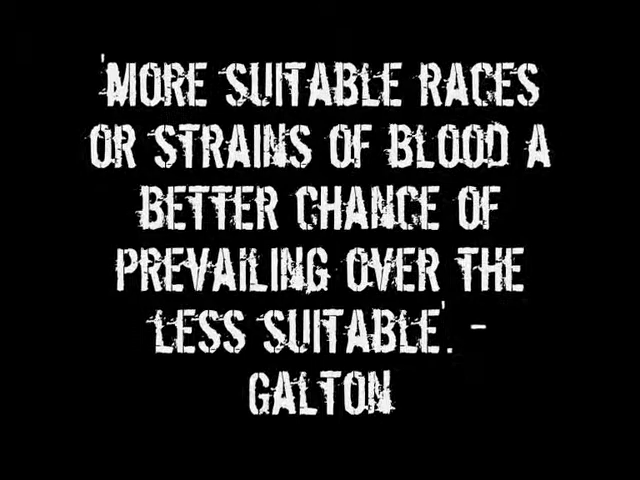 'MORE SUITABLE RACES
OR STRAINS OF BLOOD A
BETTER CHANCE OF
PREVAILING OVER THE
LESS SUITABLE'. -
GALTON